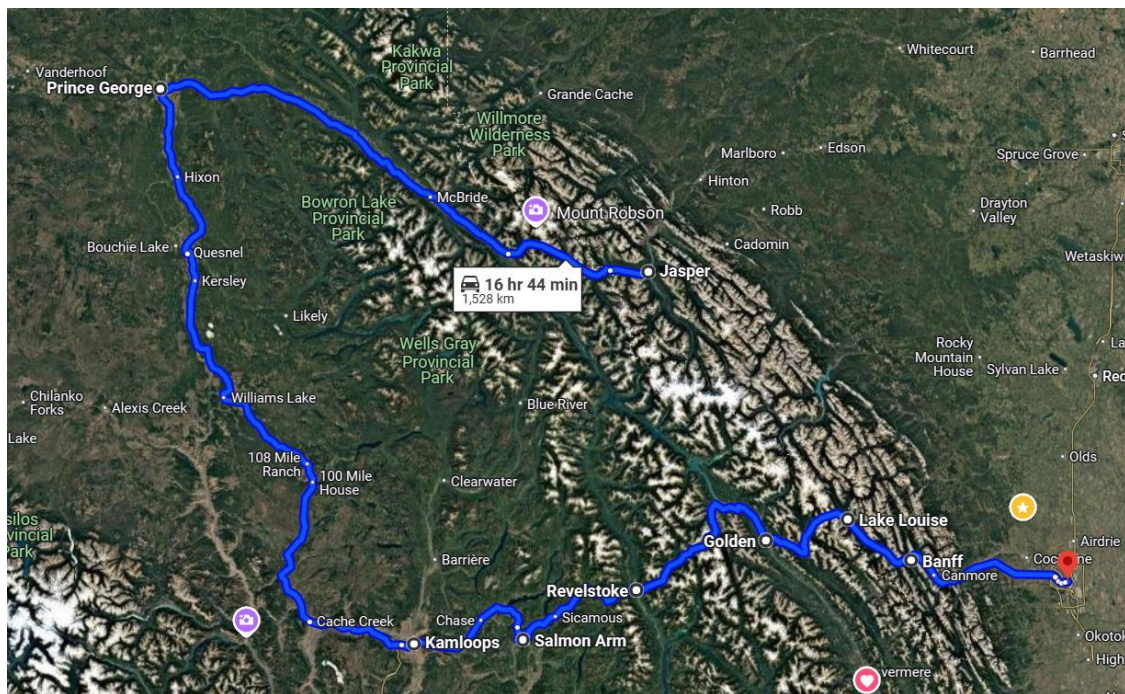 Kakwa
Provincial
Park
Whitecourt
Barrhead
Vanderhoof
Prince George
Grande Cache
Willmore
Wilderness
Park
Marlboro
Edson
Spruce Grove
Hixon
McBride
Hinton
Bowron Lake
Provincial
Park
Mount Robson
Robb
Drayton
Valley
Bouchie Lake
Quesnel
Cadomin
Wetaskiw
Kersley
Jasper
16 hr 44 min
1,528 km
Likely
Wells Gray
Provincial
Park
Rocky
Mountain
House
Sylvan Lake
Red
Chilanko
Forks
Alexis Creek
Williams Lake
Blue River
Lake
108 Mile
Ranch
100 Mile
House
Olds
Clearwater
silos
vincial
Park
Lake Louise
Golden
Airdrie
Barrière
Banff
Canmore
Revelstoke
Cache Creek
Chase
Sicamous
Kamloops
Salmon Arm
Okotok
High
vermere